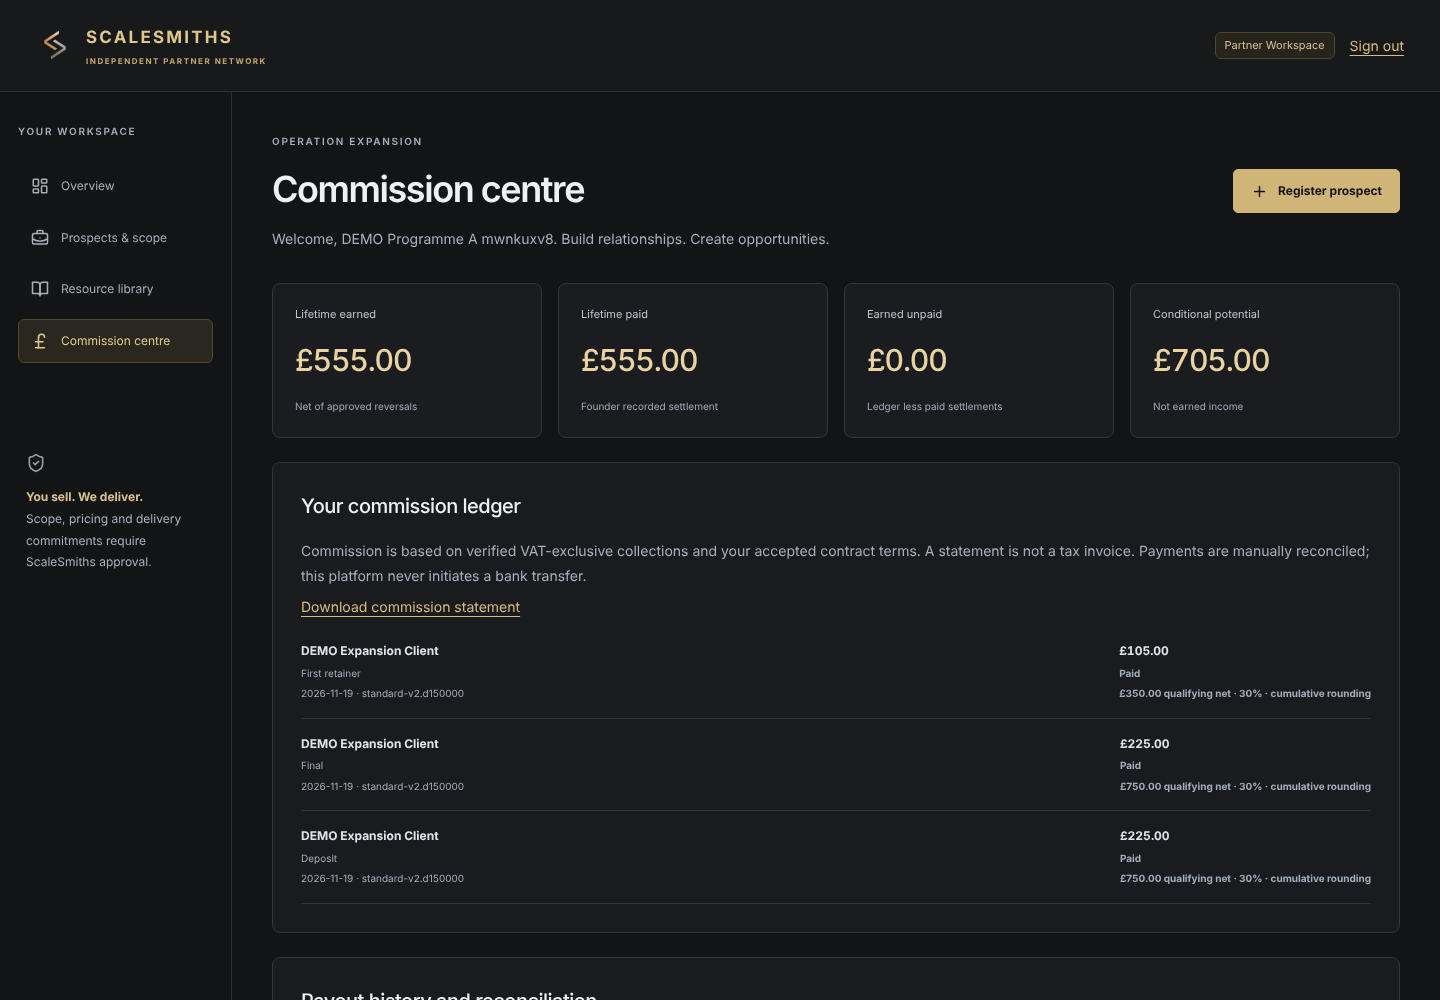 SCALESMITHS
INDEPENDENT PARTNER NETWORK
Partner Workspace
Sign out
YOUR WORKSPACE
Overview
Prospects & scope
Resource library
Commission centre
You sell. We deliver.
Scope, pricing and delivery
commitments require
ScaleSmiths approval.
OPERATION EXPANSION
Commission centre
Register prospect
Welcome, DEMO Programme A mwnkuxv8. Build relationships. Create opportunities.
Lifetime earned
£555.00
Net of approved reversals
Lifetime paid
£555.00
Founder recorded settlement
Earned unpaid
£0.00
Ledger less paid settlements
Conditional potential
£705.00
Not earned income
Your commission ledger
Commission is based on verified VAT-exclusive collections and your accepted contract terms. A statement is not a tax invoice. Payments are manually reconciled;
this platform never initiates a bank transfer.
Download commission statement
DEMO Expansion Client
First retainer
2026-11-19 · standard-v2.d150000
£105.00
Paid
£350.00 qualifying net · 30% · cumulative rounding
DEMO Expansion Client
Final
2026-11-19 · standard-v2.d150000
£225.00
Paid
£750.00 qualifying net · 30% · cumulative rounding
DEMO Expansion Client
Deposit
2026-11-19 · standard-v2.d150000
£225.00
Paid
£750.00 qualifying net · 30% · cumulative rounding
Payout history and reconciliation